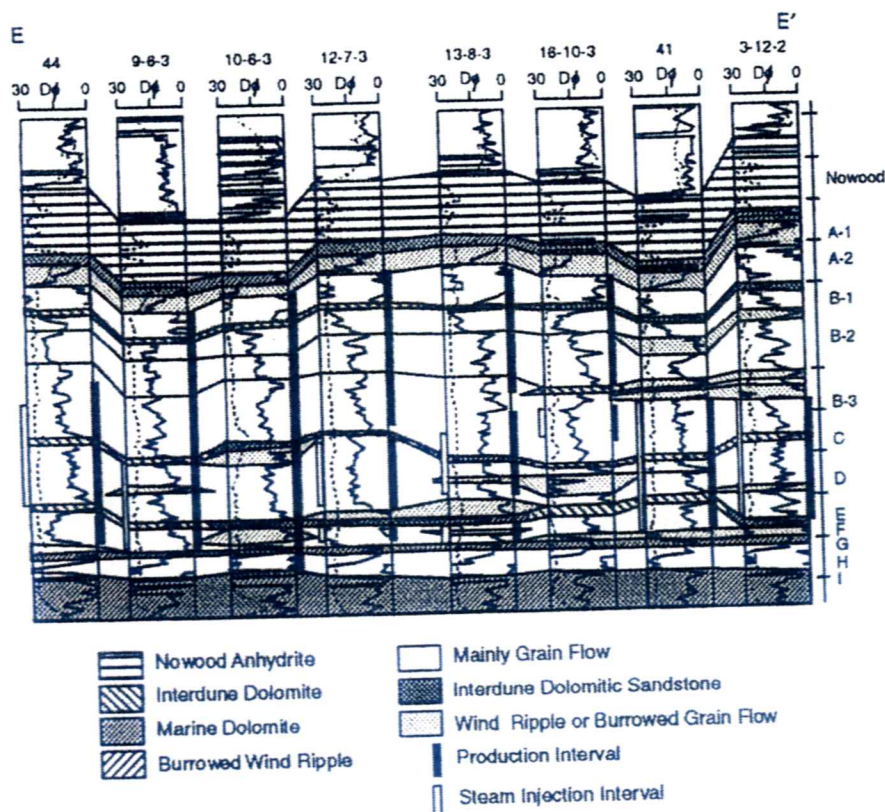 E E'
44 9-6-3 10-6-3 12-7-3 13-8-3 16-10-3 41 3-12-2
30 Dϕ 0 30 Dϕ 0 30 Dϕ 0 30 Dϕ 0 30 Dϕ 0 30 Dϕ 0 30 Dϕ 0 30 Dϕ 0
Nowood
A-1
A-2
B-1
B-2
B-3
C
D
E
F
G
H
I
Nowood Anhydrite
Interdune Dolomite
Marine Dolomite
Burrowed Wind Ripple
Mainly Grain Flow
Interdune Dolomitic Sandstone
Wind Ripple or Burrowed Grain Flow
Production Interval
Steam Injection Interval